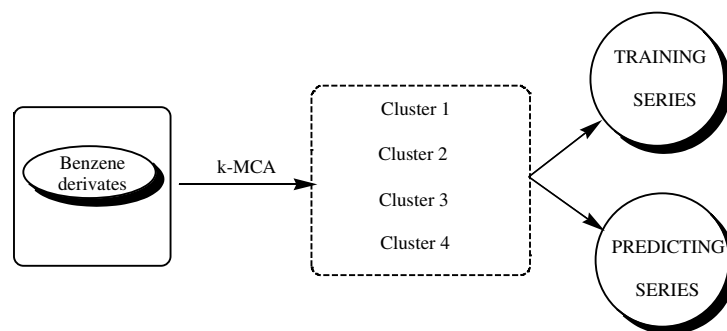 Benzene
derivates
k-MCA
Cluster 1
Cluster 2
Cluster 3
Cluster 4
TRAINING
SERIES
PREDICTING
SERIES